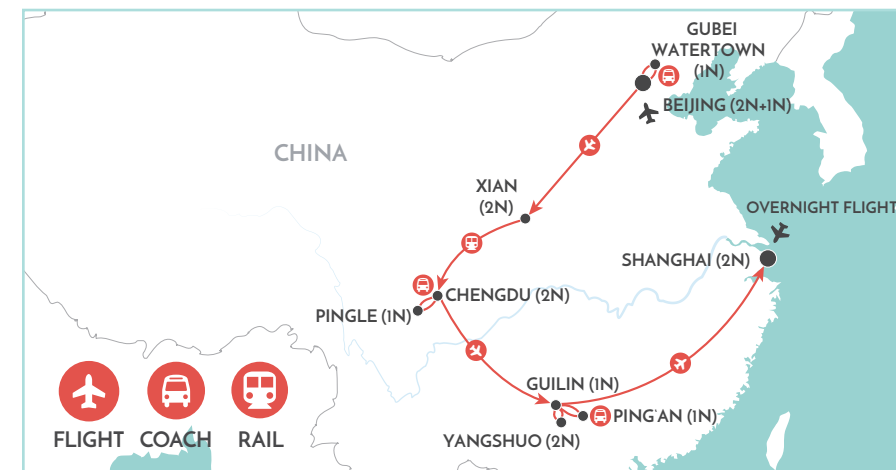 GUBEI
WATERTOWN
(1N)
BEIJING (2N+1N)
CHINA
XIAN
(2N)
OVERNIGHT FLIGHT
SHANGHAI (2N)
CHENGDU (2N)
PINGLE (1N)
GUILIN (1N)
PING'AN (1N)
YANGSHUO (2N)
FLIGHT COACH RAIL